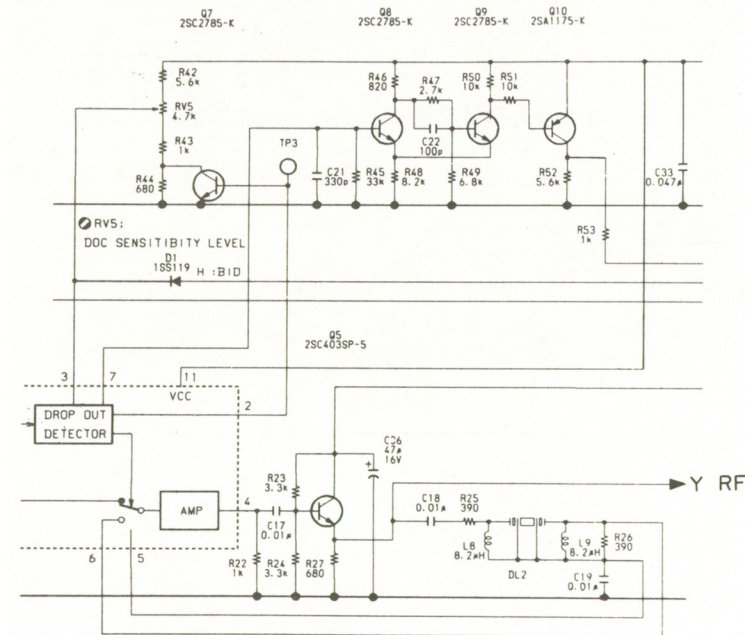 Q7
2SC2785-K
Q8
2SC2785-K
Q9
2SC2785-K
Q10
2SA1175-K
R42
5.6k
RV5
4.7k
R43
1k
R44
680
TP3
C21
330p
R45
33k
R46
820
R47
2.7k
C22
100p
R48
8.2k
R49
6.8k
R50
10k
R51
10k
R52
5.6k
R53
1k
C33
0.047μ
RV5:
DOC SENSITIBITY LEVEL
D1
1SS119
H :BID
Q5
2SC403SP-5
3
7
11
VCC
2
DROP OUT
DETECTOR
AMP
4
6
5
R23
3.3k
C17
0.01μ
R22
1k
R24
3.3k
R27
680
+
47μ
16V
C18
0.01μ
R25
390
Y RF
L8
8.2μH
DL2
L9
8.2μH
R26
390
C19
0.01μ